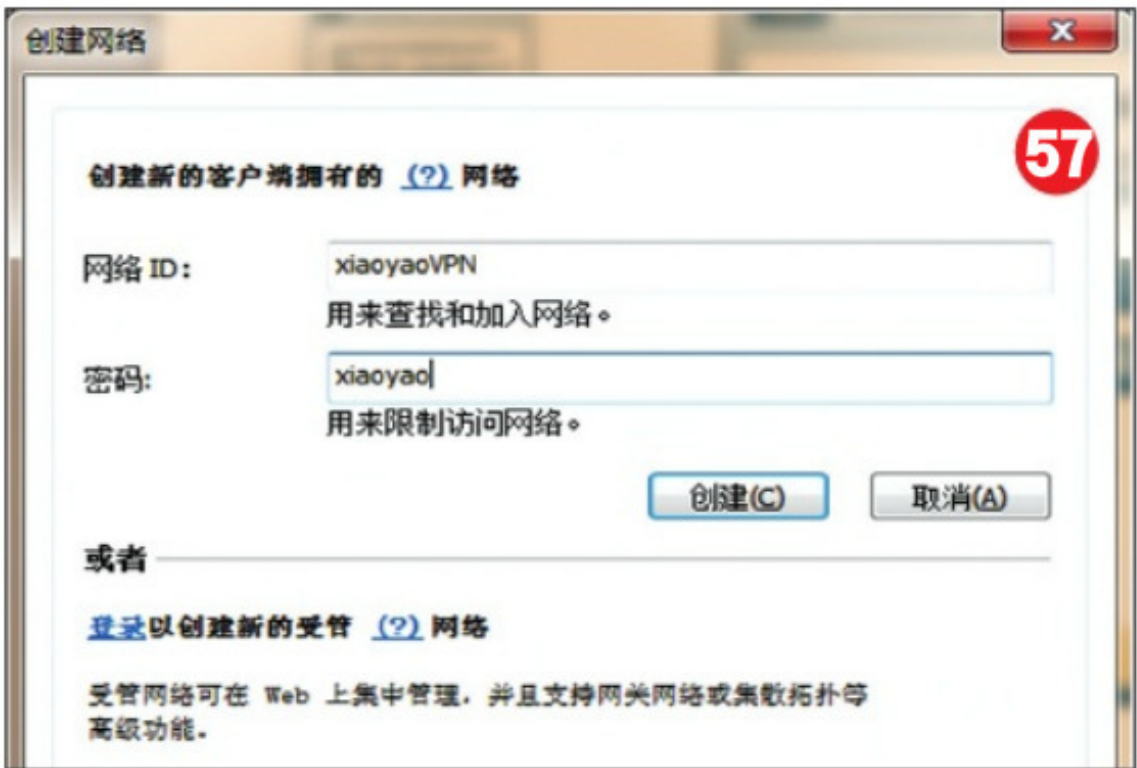 创建网络
57
创建新的客户端拥有的 (?) 网络
网络 ID: xiaoyaoVPN
用来查找和加入网络。
密码: xiaoyao
用来限制访问网络。
创建(C) 取消(A)
或者
登录以创建新的受管 (?) 网络
受管网络可在 Web 上集中管理，并且支持网关网络或集散拓扑等
高级功能。